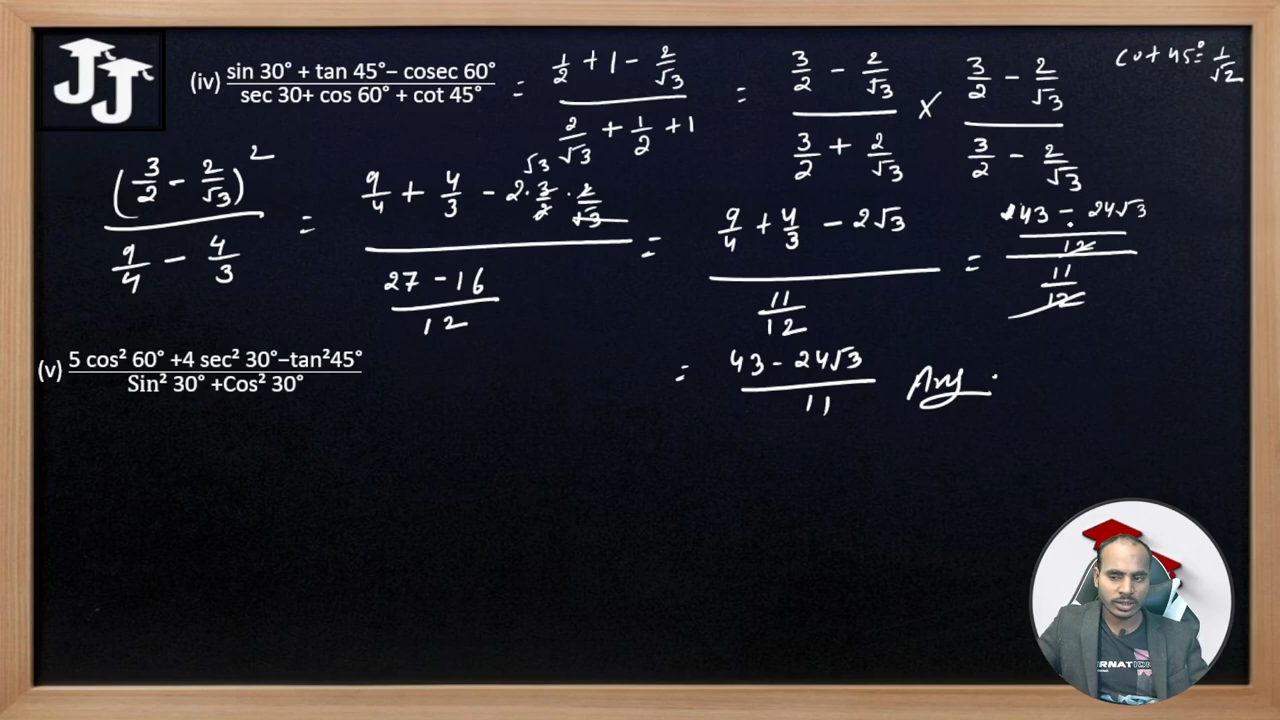 JJ
(iv) sin 30° + tan 45°– cosec 60° / sec 30+ cos 60° + cot 45° = 1/2 + 1 - 2/√3 / 2/√3 + 1/2 + 1 = 3/2 - 2/√3 / 3/2 + 2/√3 × 3/2 - 2/√3 / 3/2 - 2/√3
cot 45° = 1/√2
(3/2 - 2/√3)² / 9/4 - 4/3 = 9/4 + 4/3 - 2·3/2·2/√3 √3 / 27 - 16 / 12 = 9/4 + 4/3 - 2√3 / 11/12 = 43 - 24√3 / 12 / 11/12
= 43 - 24√3 / 11 Ans.
(v) 5 cos² 60° +4 sec² 30°–tan²45° / Sin² 30° +Cos² 30°
ERNATI